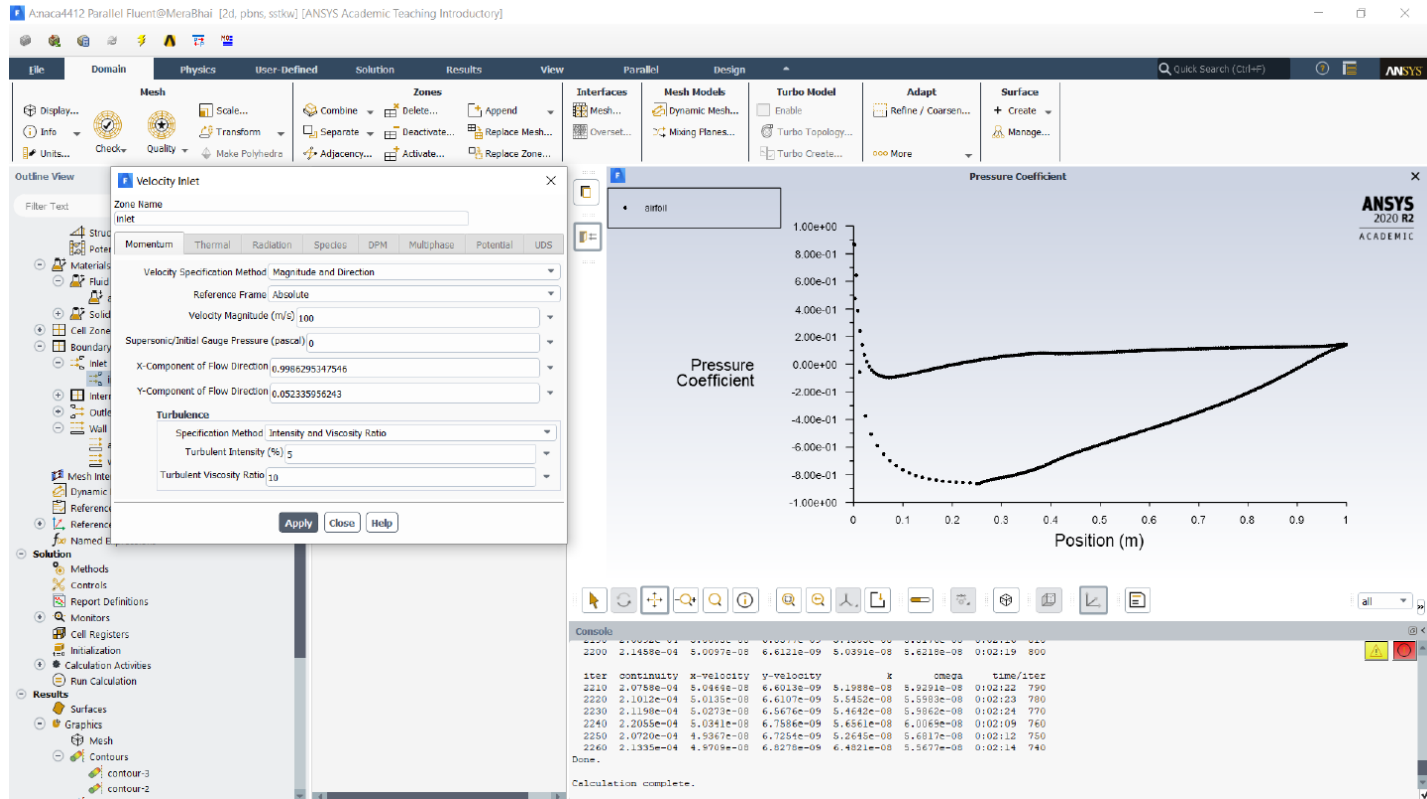 A:naca4412 Parallel Fluent@MeraBhai [2d, pbns, sstkw] [ANSYS Academic Teaching Introductory]
File Domain Physics User-Defined Solution Results View Parallel Design Quick Search (Ctrl+F) ANSYS
Mesh Zones Interfaces Mesh Models Turbo Model Adapt Surface
Display... Scale... Combine Delete... Append Mesh... Dynamic Mesh... Enable Refine / Coarsen... Create
Info Check Quality Transform Separate Deactivate... Replace Mesh... Overset... Mixing Planes... Turbo Topology... Manage...
Units... Make Polyhedra Adjacency... Activate... Replace Zone... Turbo Create... More
Outline View
Filter Text
Struc
Poter
Materials
Fluid
a
Solid
Cell Zone
Boundary
Inlet
Intern
Outle
Wall
Mesh Inte
Dynamic
Reference
Reference
Named E
Solution
Methods
Controls
Report Definitions
Monitors
Cell Registers
Initialization
Calculation Activities
Run Calculation
Results
Surfaces
Graphics
Mesh
Contours
contour-3
contour-2
Velocity Inlet
Zone Name
inlet
Momentum Thermal Radiation Species DPM Multiphase Potential UDS
Velocity Specification Method Magnitude and Direction
Reference Frame Absolute
Velocity Magnitude (m/s) 100
Supersonic/Initial Gauge Pressure (pascal) 0
X-Component of Flow Direction 0.9986295347546
Y-Component of Flow Direction 0.052335956243
Turbulence
Specification Method Intensity and Viscosity Ratio
Turbulent Intensity (%) 5
Turbulent Viscosity Ratio 10
Apply Close Help
Pressure Coefficient
airfoil
ANSYS
2020 R2
ACADEMIC
1.00e+00
8.00e-01
6.00e-01
4.00e-01
2.00e-01
0.00e+00
-2.00e-01
-4.00e-01
-6.00e-01
-8.00e-01
-1.00e+00
Pressure
Coefficient
0 0.1 0.2 0.3 0.4 0.5 0.6 0.7 0.8 0.9 1
Position (m)
all
Console
2200 2.1458e-04 5.0097e-08 6.6121e-09 5.0391e-08 5.6218e-08 0:02:19 800
iter continuity x-velocity y-velocity k omega time/iter
2210 2.0758e-04 5.0464e-08 6.6013e-09 5.1988e-08 5.9291e-08 0:02:22 790
2220 2.1012e-04 5.0135e-08 6.6107e-09 5.5452e-08 5.5983e-08 0:02:23 780
2230 2.1198e-04 5.0273e-08 6.5676e-09 5.4642e-08 5.9862e-08 0:02:24 770
2240 2.2055e-04 5.0341e-08 6.7586e-09 5.6561e-08 6.0069e-08 0:02:09 760
2250 2.0720e-04 4.9367e-08 6.7254e-09 5.2645e-08 5.6817e-08 0:02:12 750
2260 2.1335e-04 4.9709e-08 6.8278e-09 6.4821e-08 5.5677e-08 0:02:14 740
Done.
Calculation complete.